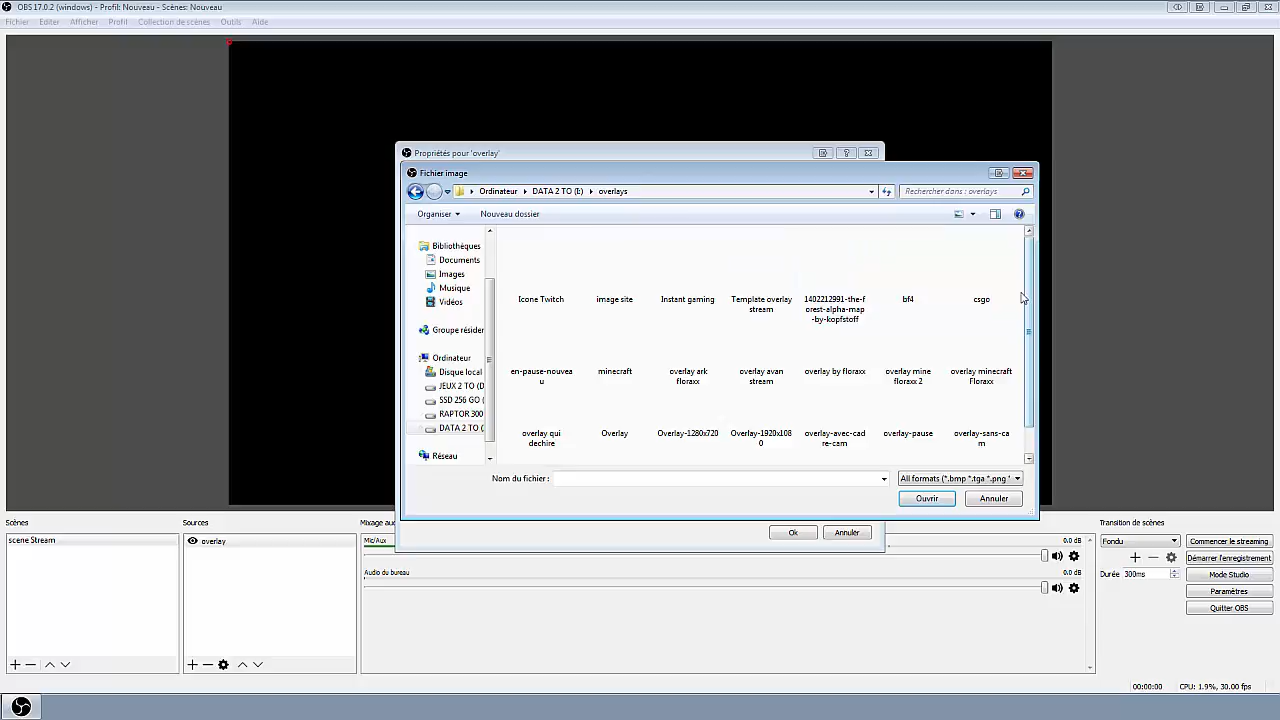 OBS 17.0.2 (windows) - Profil: Nouveau - Scènes: Nouveau
Fichier Editer Afficher Profil Collection de scènes Outils Aide
Propriétés pour 'overlay'
Fichier image
Ordinateur DATA 2 TO (I:) overlays
Rechercher dans : overlays
Organiser Nouveau dossier
Bibliothèques
Documents
Images
Musique
Vidéos
Groupe résider
Ordinateur
Disque local
JEUX 2 TO (D
SSD 256 GO (
RAPTOR 300
DATA 2 TO (
Réseau
Icone Twitch
image site
Instant gaming
Template overlay
stream
1402212991-the-f
orest-alpha-map
-by-kopfstoff
bf4
csgo
en-pause-nouvea
u
minecraft
overlay ark
floraxx
overlay avan
stream
overlay by floraxx
overlay mine
floraxx 2
overlay minecraft
Floraxx
overlay qui
dechire
Overlay
Overlay-1280x720
Overlay-1920x108
0
overlay-avec-cad
re-cam
overlay-pause
overlay-sans-ca
m
Nom du fichier :
All formats (*.bmp *.tga *.png *
Ouvrir Annuler
Ok Annuler
Scènes
scene Stream
Sources
overlay
Mixage au
Mic/Aux 0.0 dB
Audio du bureau 0.0 dB
Transition de scènes
Fondu
Durée 300ms
Commencer le streaming
Démarrer l'enregistrement
Mode Studio
Paramètres
Quitter OBS
00:00:00 CPU: 1.9%, 30.00 fps